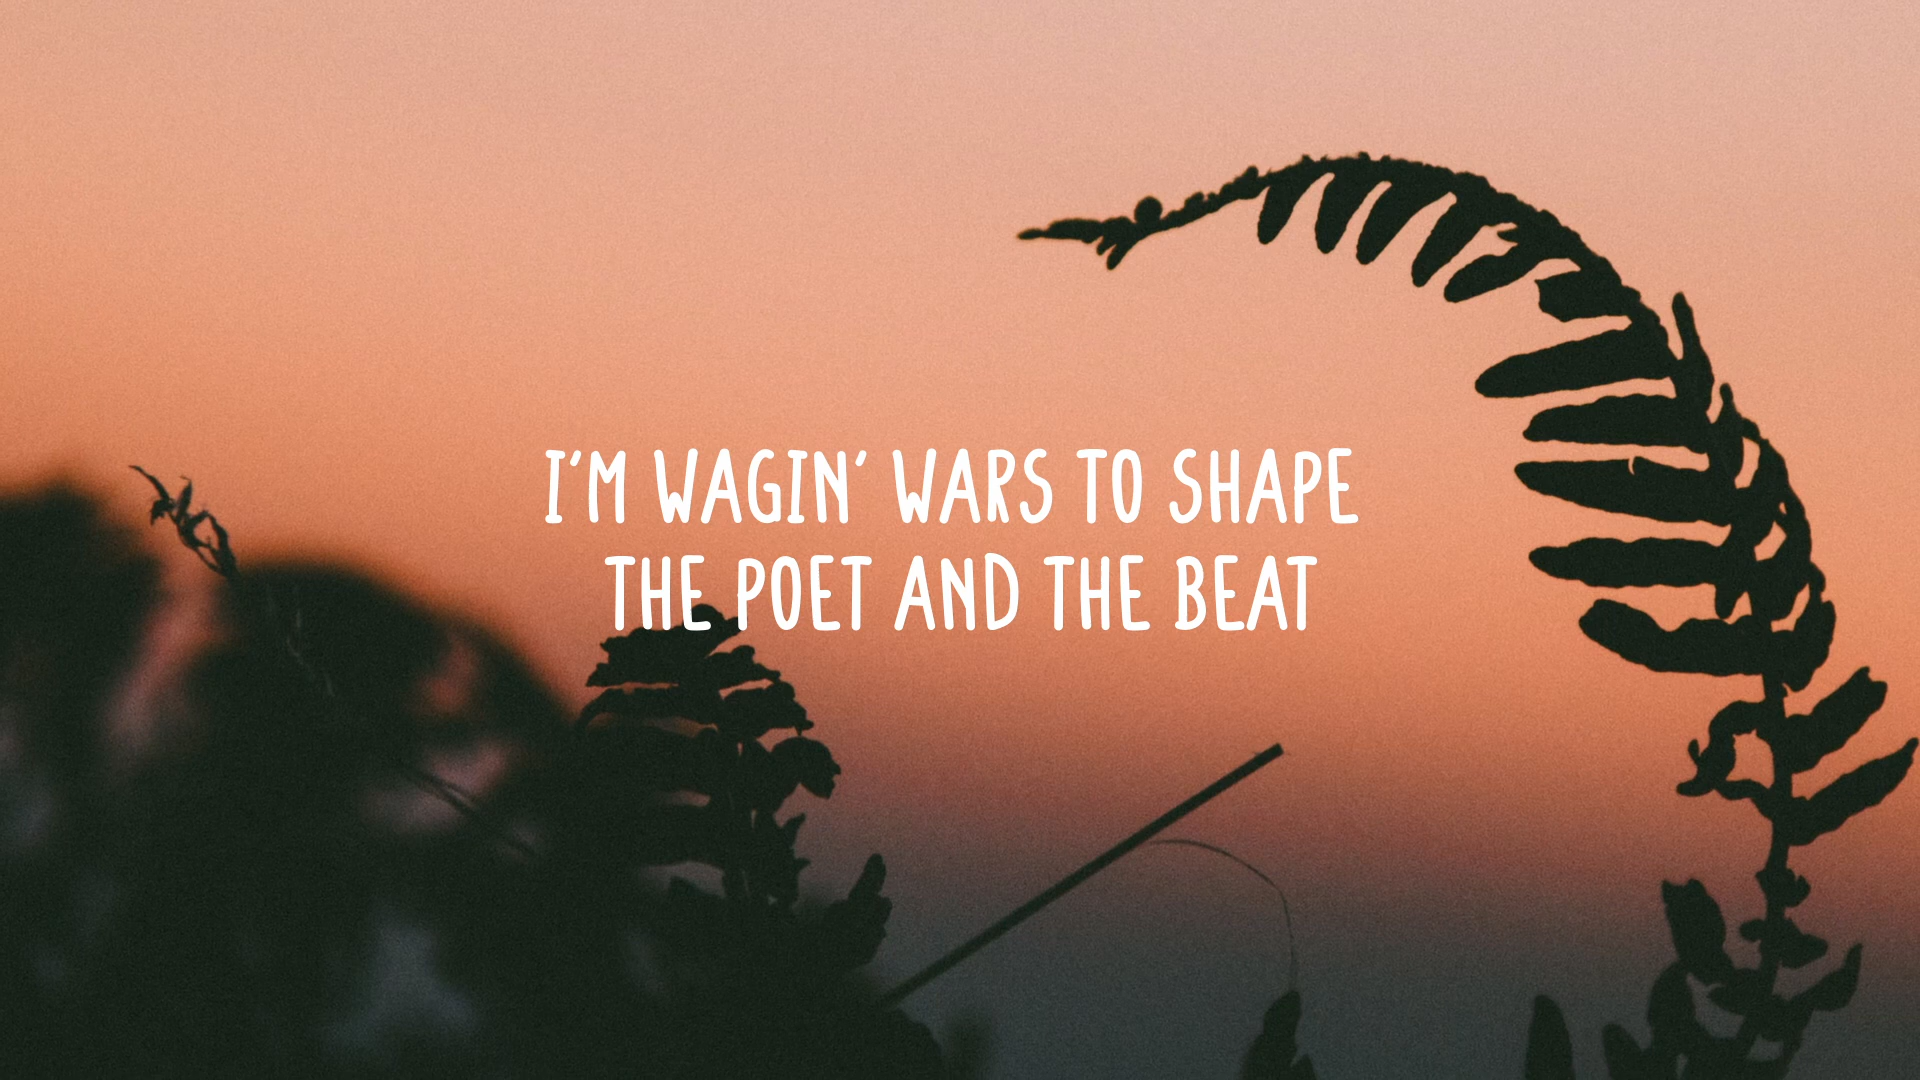 I'M WAGIN' WARS TO SHAPE
THE POET AND THE BEAT